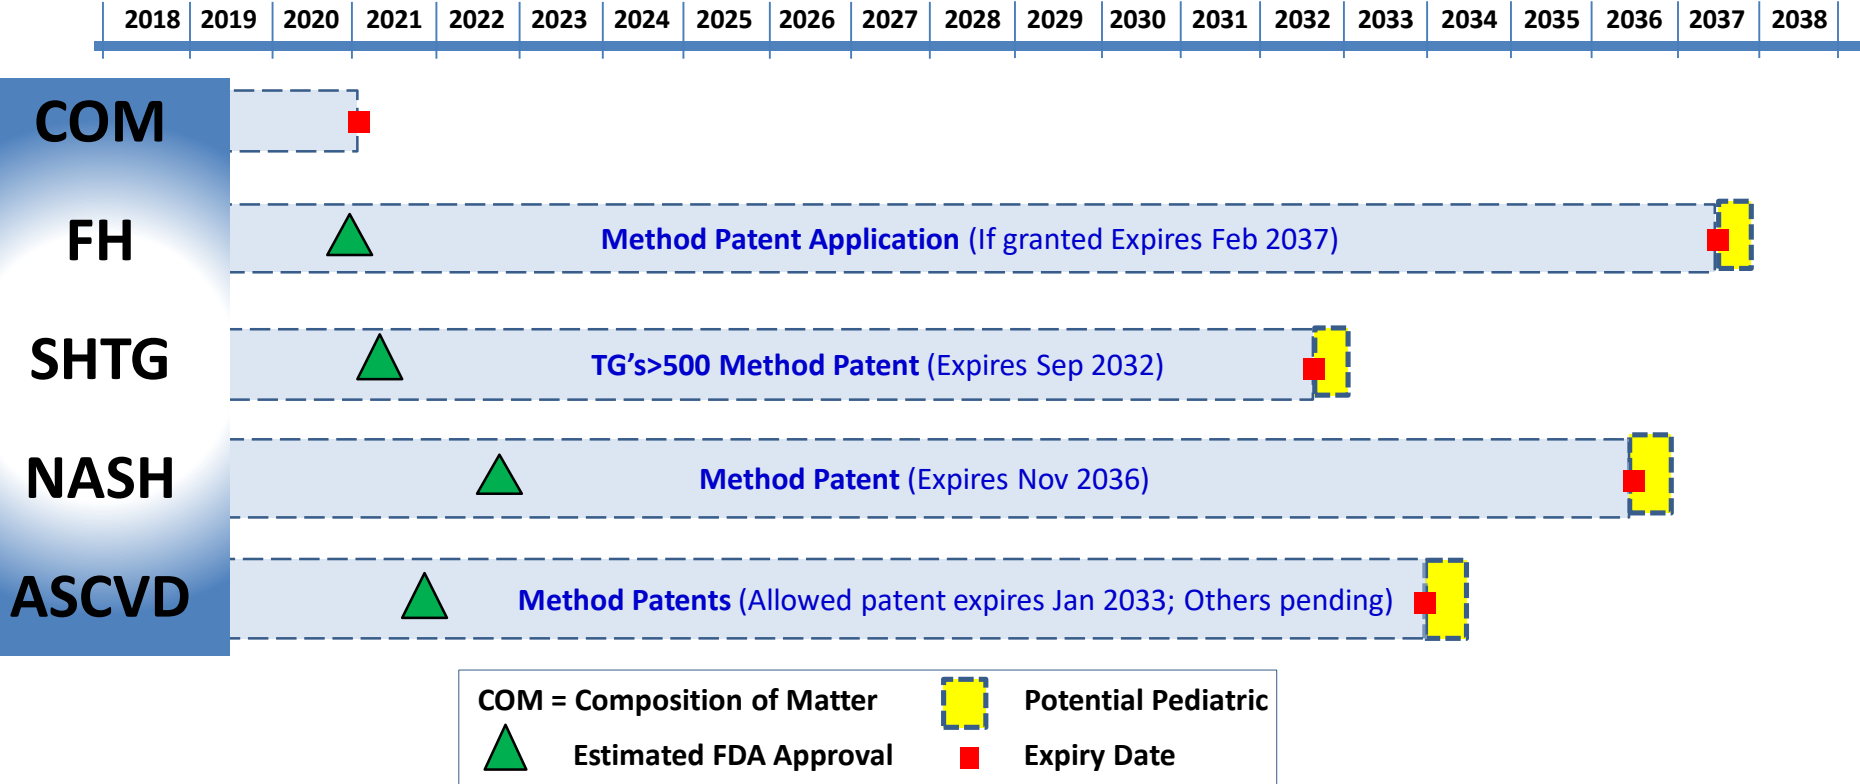 2018 2019 2020 2021 2022 2023 2024 2025 2026 2027 2028 2029 2030 2031 2032 2033 2034 2035 2036 2037 2038
COM
FH
Method Patent Application (If granted Expires Feb 2037)
SHTG
TG's>500 Method Patent (Expires Sep 2032)
NASH
Method Patent (Expires Nov 2036)
ASCVD
Method Patents (Allowed patent expires Jan 2033; Others pending)
COM = Composition of Matter Potential Pediatric
Estimated FDA Approval Expiry Date